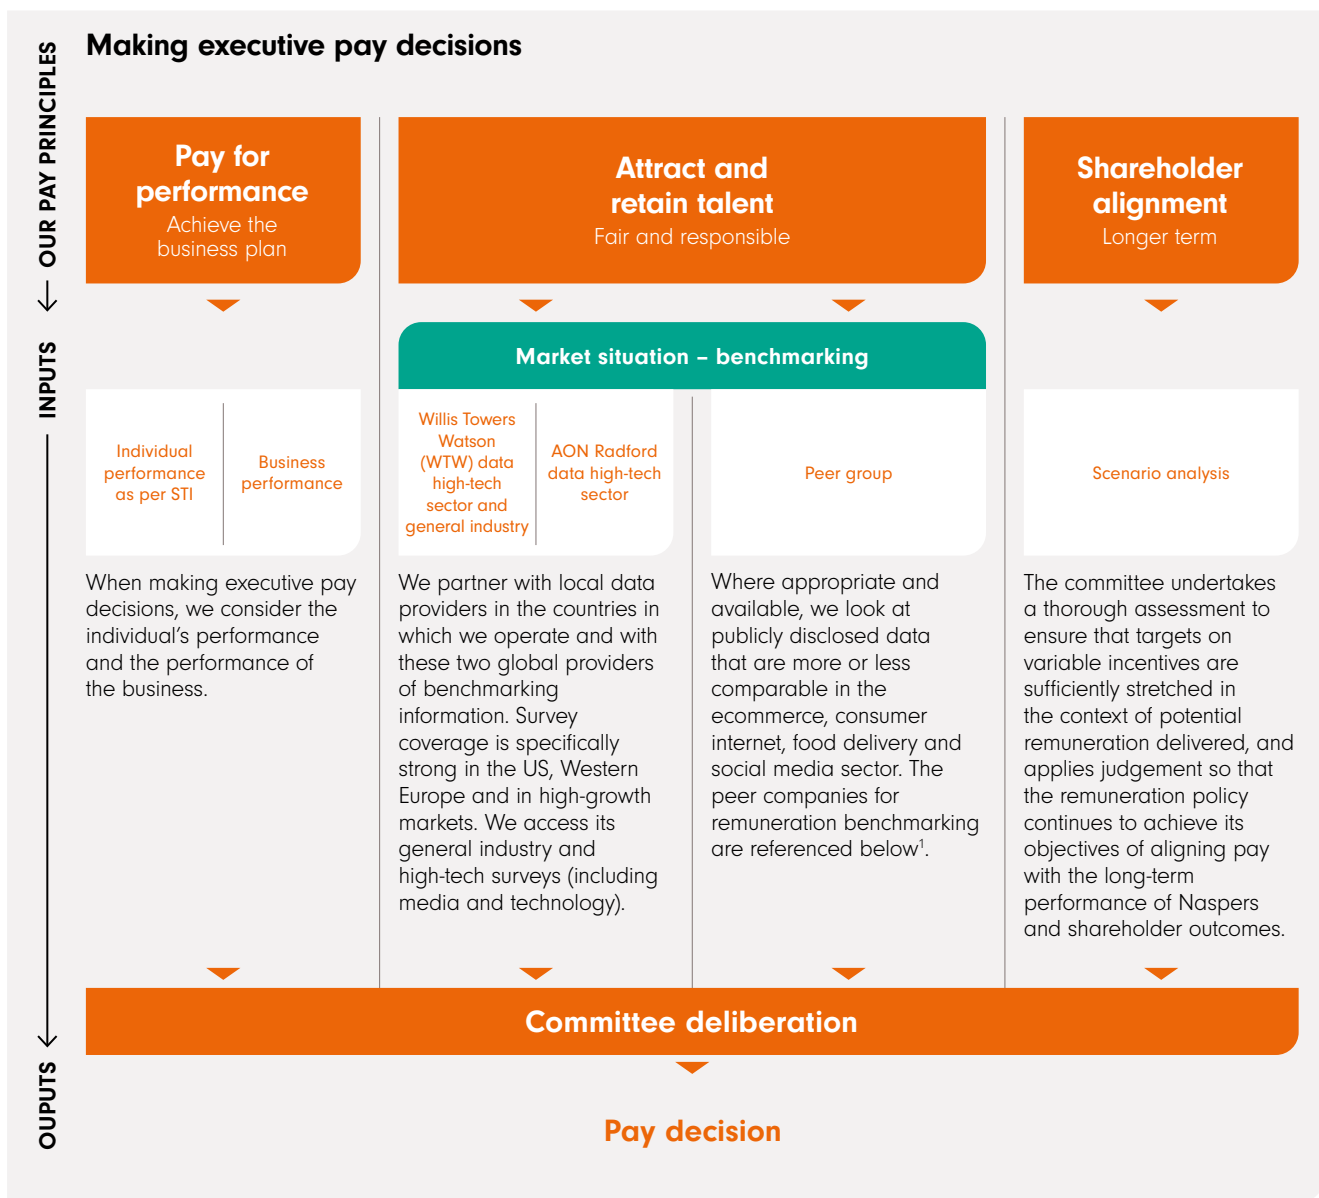 Making executive pay decisions
OUR PAY PRINCIPLES
Pay for
performance
Achieve the
business plan
Attract and
retain talent
Fair and responsible
Shareholder
alignment
Longer term
INPUTS
Market situation – benchmarking
Individual
performance
as per STI
Business
performance
Willis Towers
Watson
(WTW) data
high-tech
sector and
general industry
AON Radford
data high-tech
sector
Peer group
Scenario analysis
When making executive pay
decisions, we consider the
individual’s performance
and the performance of
the business.
We partner with local data
providers in the countries in
which we operate and with
these two global providers
of benchmarking
information. Survey
coverage is specifically
strong in the US, Western
Europe and in high-growth
markets. We access its
general industry and
high-tech surveys (including
media and technology).
Where appropriate and
available, we look at
publicly disclosed data
that are more or less
comparable in the
ecommerce, consumer
internet, food delivery and
social media sector. The
peer companies for
remuneration benchmarking
are referenced below¹.
The committee undertakes
a thorough assessment to
ensure that targets on
variable incentives are
sufficiently stretched in
the context of potential
remuneration delivered, and
applies judgement so that
the remuneration policy
continues to achieve its
objectives of aligning pay
with the long-term
performance of Naspers
and shareholder outcomes.
Committee deliberation
OUPUTS
Pay decision